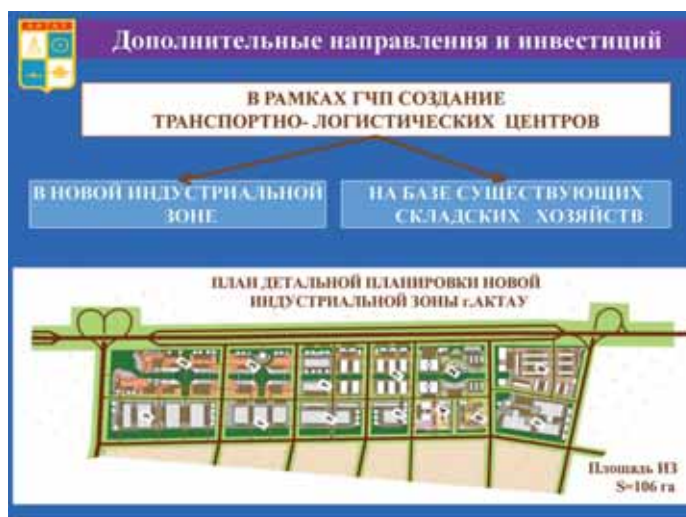 АКТАУ
Дополнительные направления и инвестиций
В РАМКАХ ГЧП СОЗДАНИЕ
ТРАНСПОРТНО- ЛОГИСТИЧЕСКИХ ЦЕНТРОВ
В НОВОЙ ИНДУСТРИАЛЬНОЙ
ЗОНЕ
НА БАЗЕ СУЩЕСТВУЮЩИХ
СКЛАДСКИХ ХОЗЯЙСТВ
ПЛАН ДЕТАЛЬНОЙ ПЛАНИРОВКИ НОВОЙ
ИНДУСТРИАЛЬНОЙ ЗОНЫ г.АКТАУ
Площадь ИЗ
S=106 га